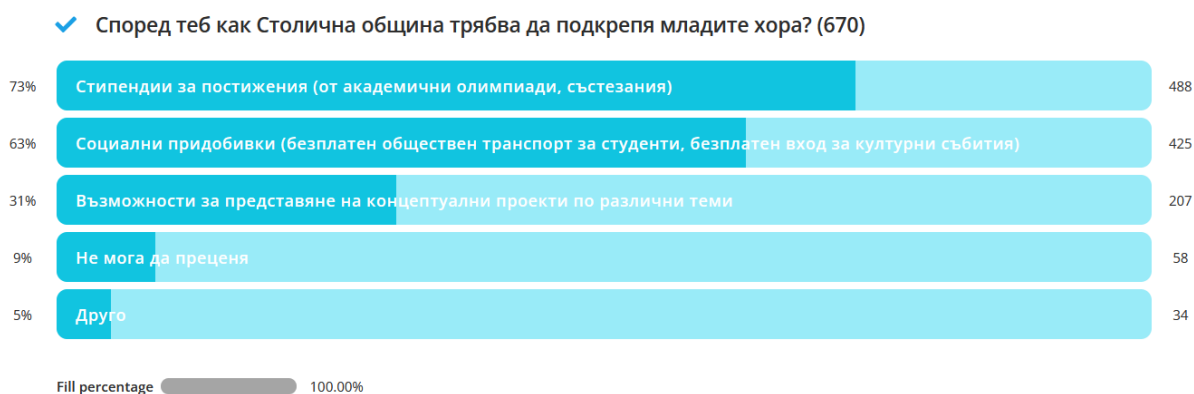 Според теб как Столична община трябва да подкрепя младите хора? (670)
73% Стипендии за постижения (от академични олимпиади, състезания) 488
63% Социални придобивки (безплатен обществен транспорт за студенти, безплатен вход за културни събития) 425
31% Възможности за представяне на концептуални проекти по различни теми 207
9% Не мога да преценя 58
5% Друго 34
Fill percentage 100.00%